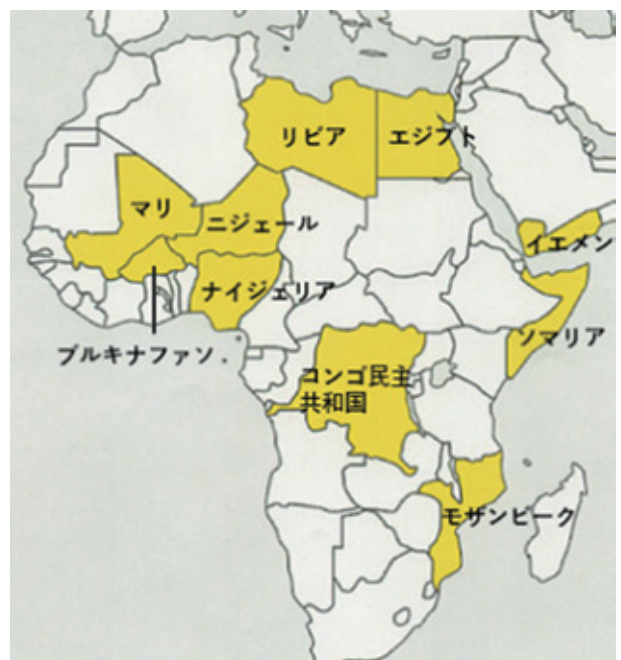 リビア
エジプト
マリ
ニジェール
イエメン
ナイジェリア
ソマリア
ブルキナファソ
コンゴ民主
共和国
モザンビーク